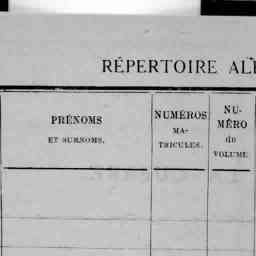 RÉPERTOIRE AL
PRÉNOMS
ET SURNOMS.
NUMÉROS
MA-
TRICULES.
NU-
MÉRO
du
VOLUME